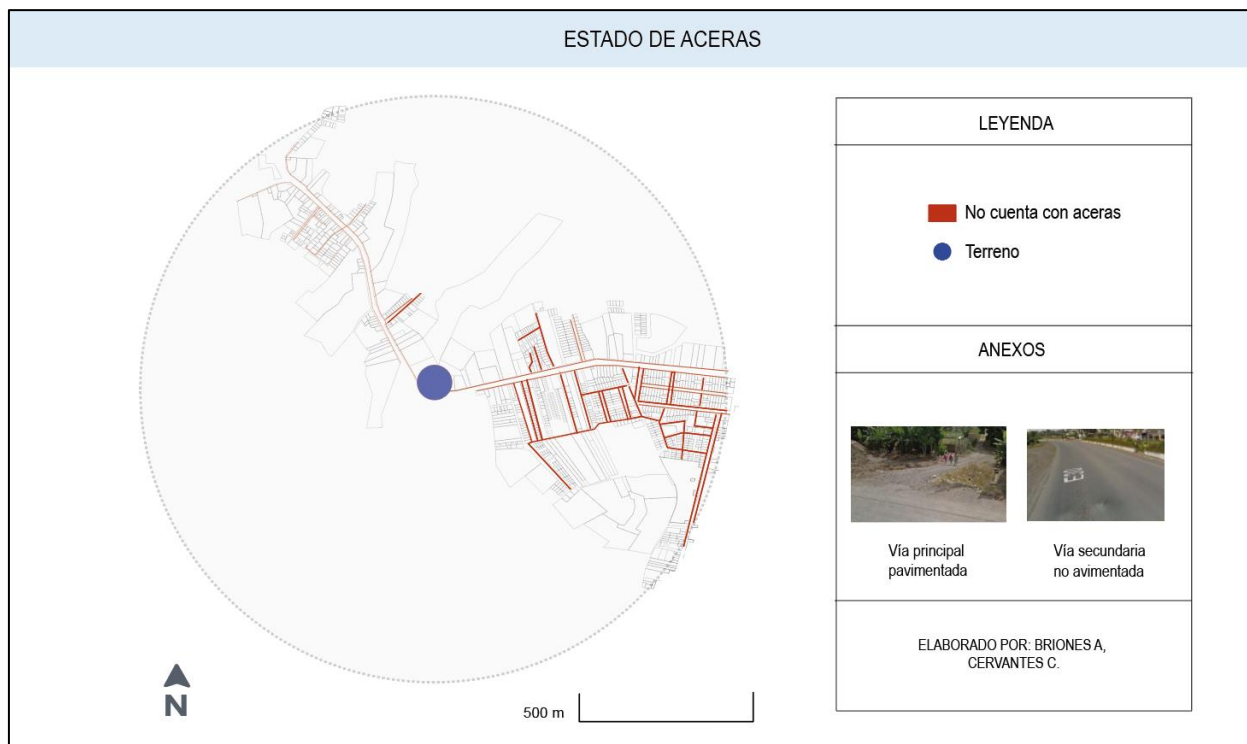 ESTADO DE ACERAS
LEYENDA
No cuenta con aceras
Terreno
ANEXOS
E30
Vía principal
pavimentada
Vía secundaria
no avimentada
ELABORADO POR: BRIONES A,
CERVANTES C.
N
500 m